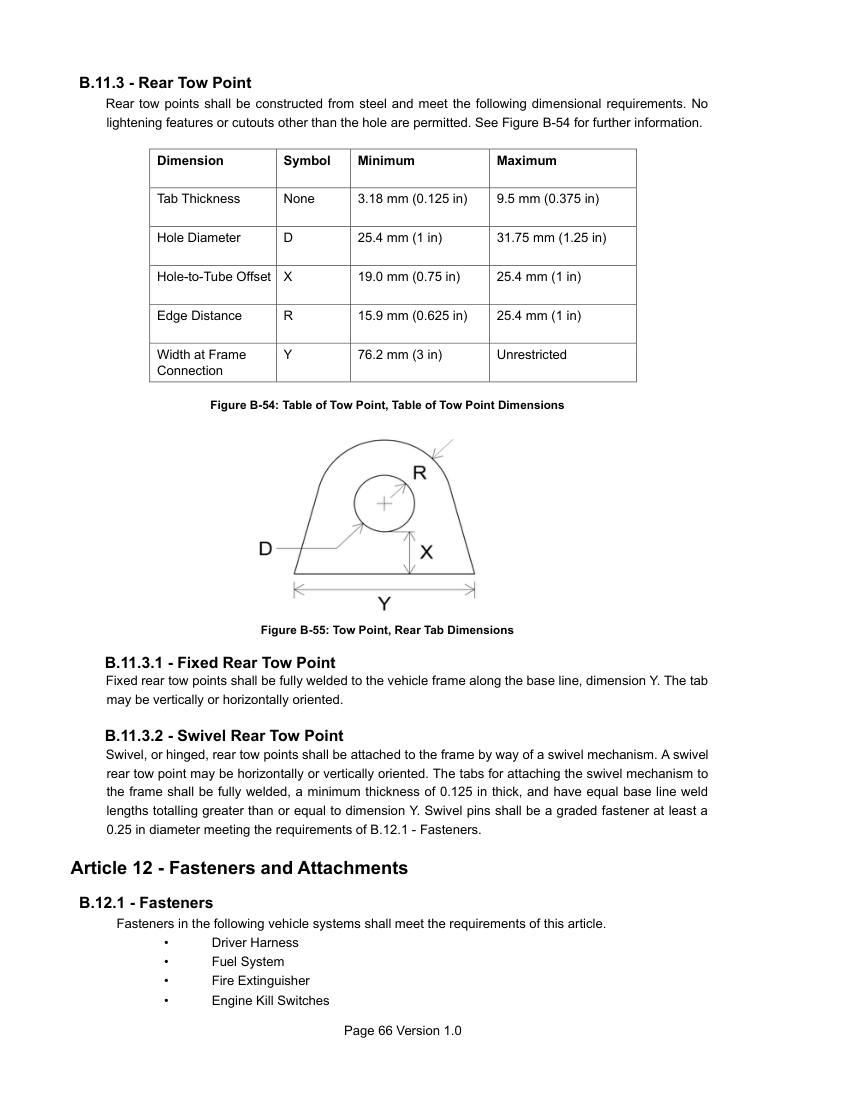 B.11.3 - Rear Tow Point
Rear tow points shall be constructed from steel and meet the following dimensional requirements. No
lightening features or cutouts other than the hole are permitted. See Figure B-54 for further information.
Dimension Symbol Minimum Maximum
Tab Thickness None 3.18 mm (0.125 in) 9.5 mm (0.375 in)
Hole Diameter D 25.4 mm (1 in) 31.75 mm (1.25 in)
Hole-to-Tube Offset X 19.0 mm (0.75 in) 25.4 mm (1 in)
Edge Distance R 15.9 mm (0.625 in) 25.4 mm (1 in)
Width at Frame Y 76.2 mm (3 in) Unrestricted
Connection
Figure B-54: Table of Tow Point, Table of Tow Point Dimensions
R
D
X
Y
Figure B-55: Tow Point, Rear Tab Dimensions
B.11.3.1 - Fixed Rear Tow Point
Fixed rear tow points shall be fully welded to the vehicle frame along the base line, dimension Y. The tab
may be vertically or horizontally oriented.
B.11.3.2 - Swivel Rear Tow Point
Swivel, or hinged, rear tow points shall be attached to the frame by way of a swivel mechanism. A swivel
rear tow point may be horizontally or vertically oriented. The tabs for attaching the swivel mechanism to
the frame shall be fully welded, a minimum thickness of 0.125 in thick, and have equal base line weld
lengths totalling greater than or equal to dimension Y. Swivel pins shall be a graded fastener at least a
0.25 in diameter meeting the requirements of B.12.1 - Fasteners.
Article 12 - Fasteners and Attachments
B.12.1 - Fasteners
Fasteners in the following vehicle systems shall meet the requirements of this article.
• Driver Harness
• Fuel System
• Fire Extinguisher
• Engine Kill Switches
Page 66 Version 1.0